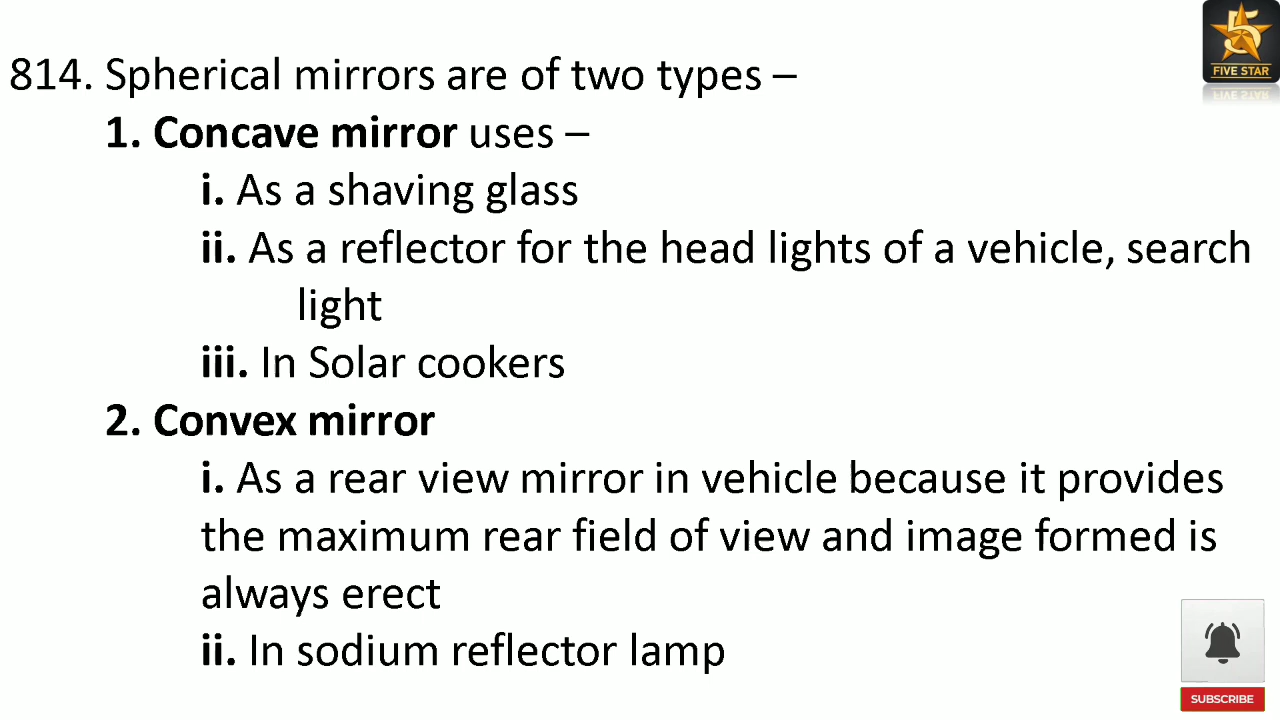 814. Spherical mirrors are of two types –
1. Concave mirror uses –
i. As a shaving glass
ii. As a reflector for the head lights of a vehicle, search
light
iii. In Solar cookers
2. Convex mirror
i. As a rear view mirror in vehicle because it provides
the maximum rear field of view and image formed is
always erect
ii. In sodium reflector lamp
5
FIVE STAR
SUBSCRIBE